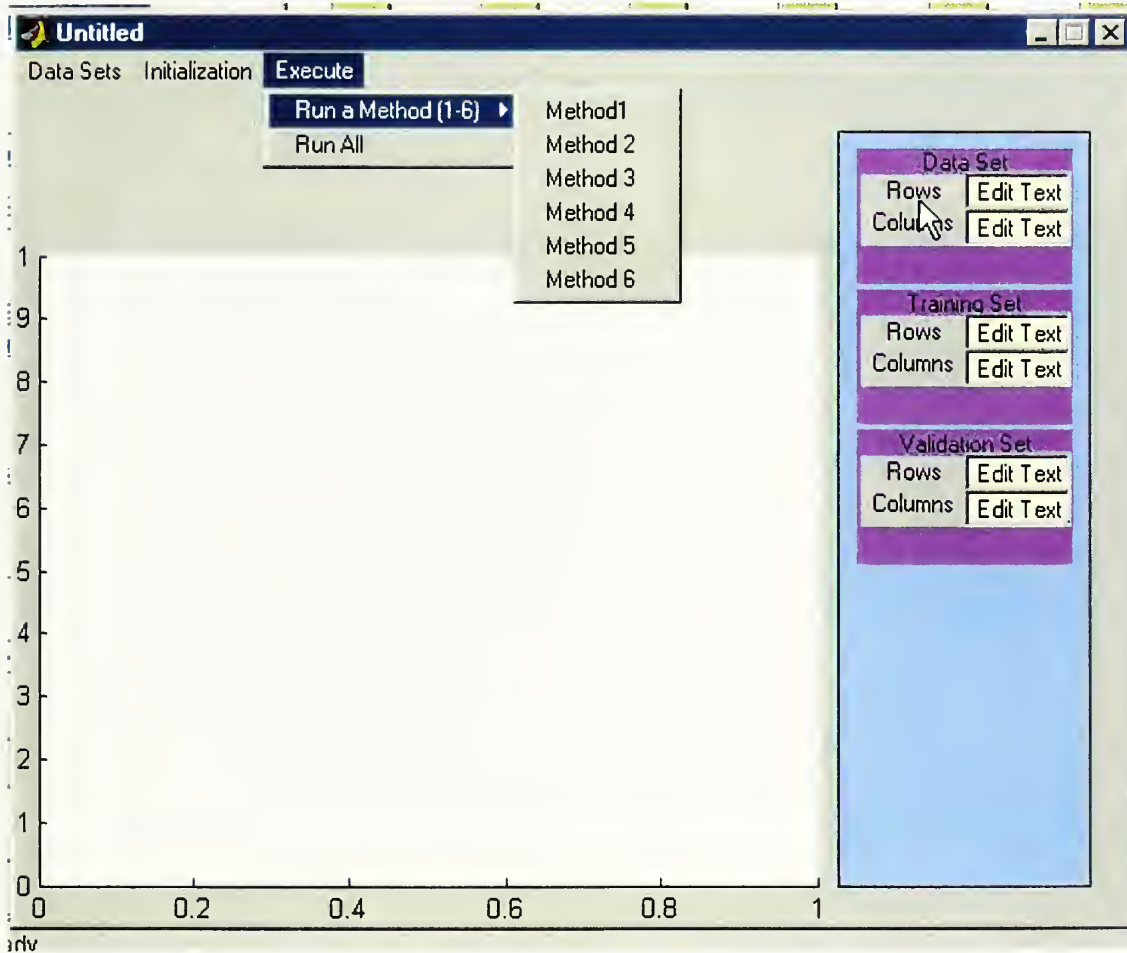 Untitled
Data Sets Initialization Execute
Run a Method (1-6)
Run All
Method1
Method 2
Method 3
Method 4
Method 5
Method 6
Data Set
Rows Edit Text
Columns Edit Text
Training Set
Rows Edit Text
Columns Edit Text
Validation Set
Rows Edit Text
Columns Edit Text
1
9
8
7
6
5
4
3
2
1
0
0 0.2 0.4 0.6 0.8 1